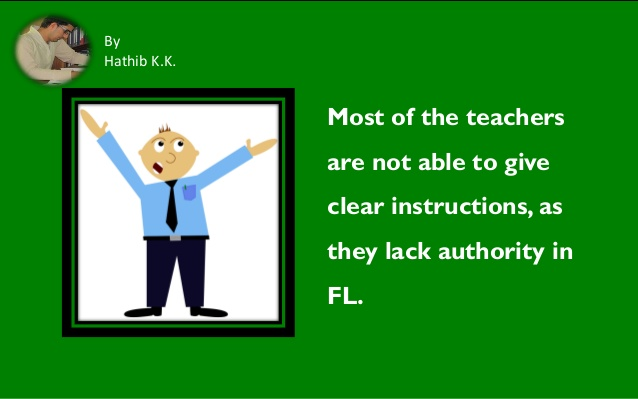 By
Hathib K.K.
Most of the teachers
are not able to give
clear instructions, as
they lack authority in
FL.